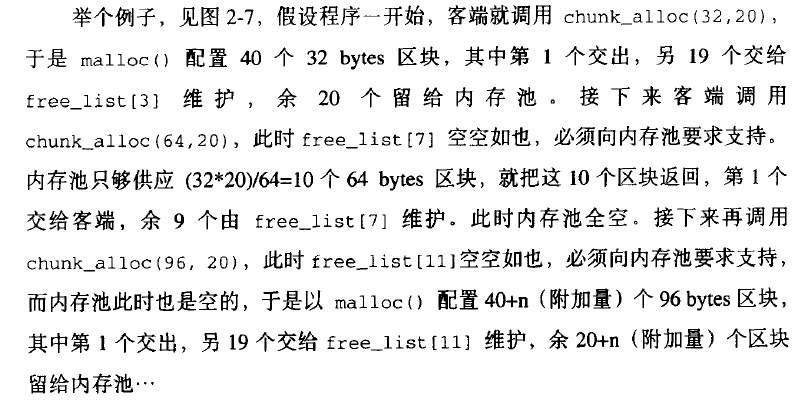 举个例子，见图 2-7，假设程序一开始，客端就调用 chunk_alloc(32,20)，
于是 malloc() 配置 40 个 32 bytes 区块，其中第 1 个交出，另 19 个交给
free_list[3] 维护，余 20 个留给内存池。接下来客端调用
chunk_alloc(64,20)，此时 free_list[7] 空空如也，必须向内存池要求支持。
内存池只够供应 (32*20)/64=10 个 64 bytes 区块，就把这 10 个区块返回，第 1 个
交给客端，余 9 个由 free_list[7] 维护。此时内存池全空。接下来再调用
chunk_alloc(96, 20)，此时 free_list[11]空空如也，必须向内存池要求支持，
而内存池此时也是空的，于是以 malloc() 配置 40+n（附加量）个 96 bytes 区块，
其中第 1 个交出，另 19 个交给 free_list[11] 维护，余 20+n（附加量）个区块
留给内存池…